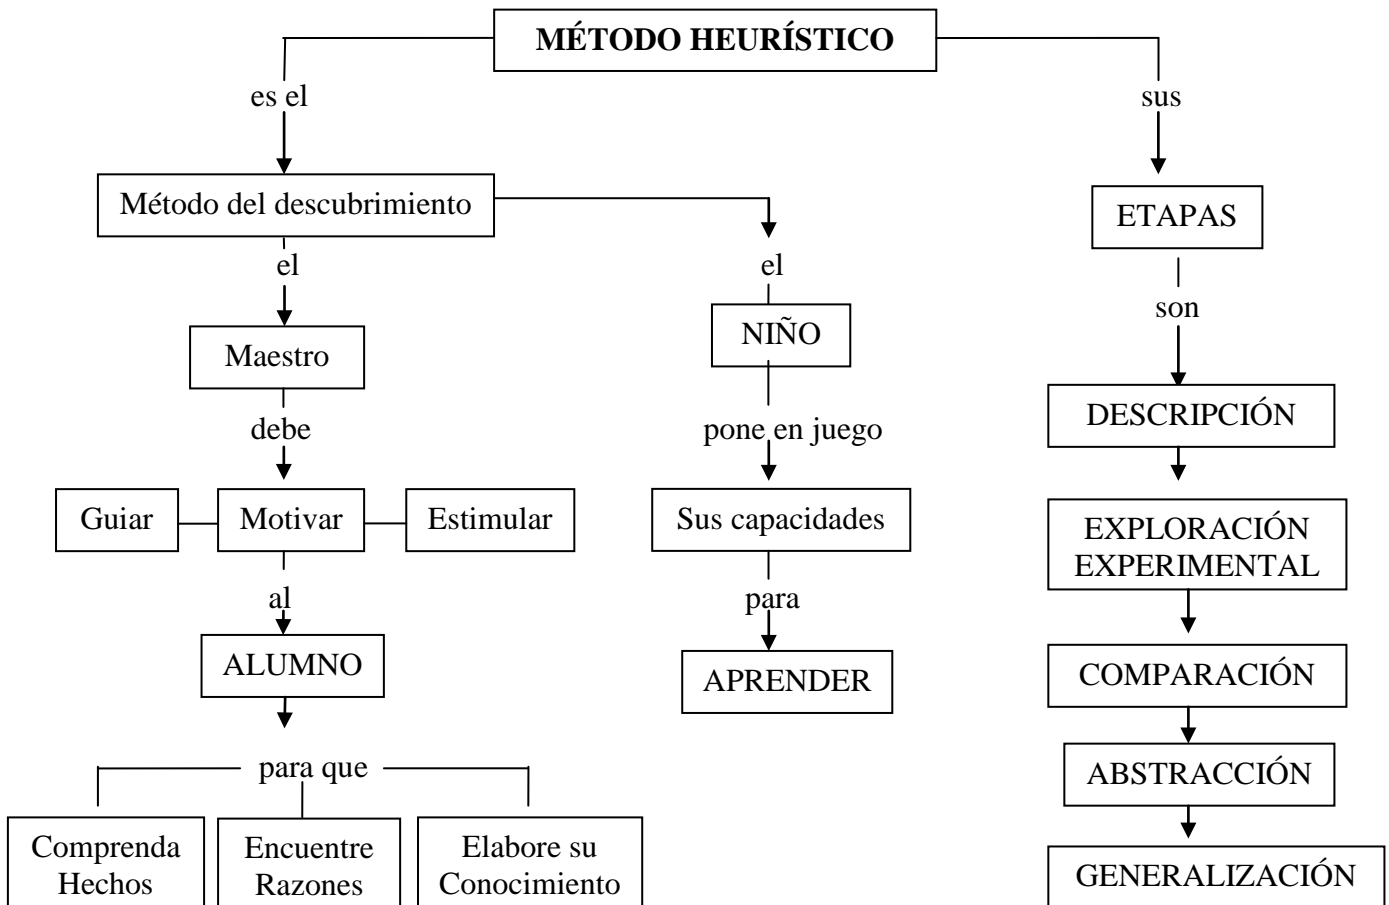 MÉTODO HEURÍSTICO
es el
sus
Método del descubrimiento
ETAPAS
el
el
son
Maestro
NIÑO
debe
pone en juego
DESCRIPCIÓN
Guiar
Motivar
Estimular
Sus capacidades
EXPLORACIÓN
EXPERIMENTAL
al
para
ALUMNO
APRENDER
COMPARACIÓN
para que
ABSTRACCIÓN
Comprenda
Hechos
Encuentre
Razones
Elabore su
Conocimiento
GENERALIZACIÓN